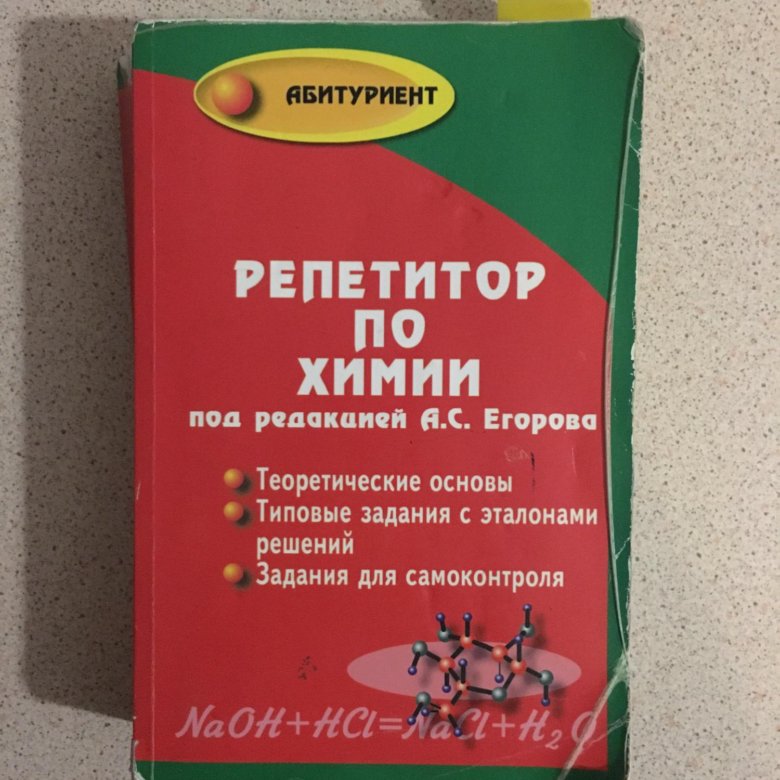 АБИТУРИЕНТ
РЕПЕТИТОР
ПО
ХИМИИ
под редакцией А.С. Егорова
Теоретические основы
Типовые задания с эталонами
решений
Задания для самоконтроля
NaOH+HCl=NaCl+H₂O